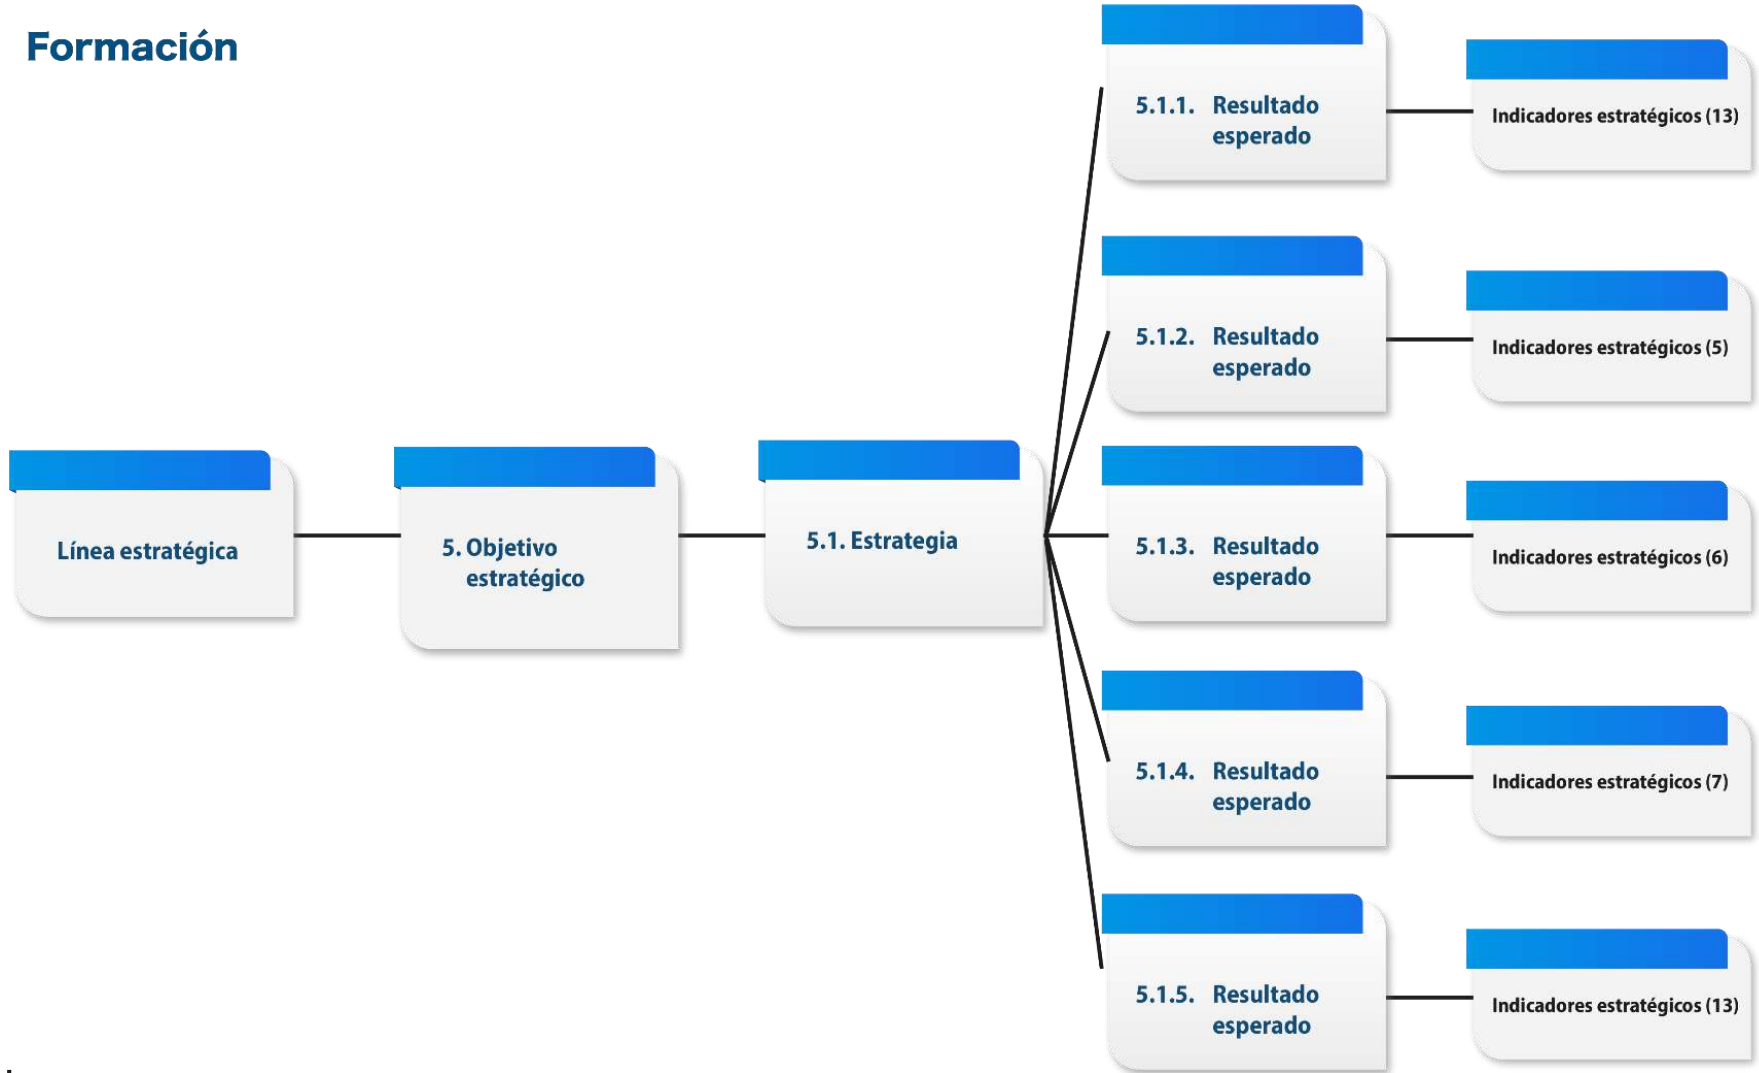 Formación
Línea estratégica
5. Objetivo
estratégico
5.1. Estrategia
5.1.1. Resultado
esperado
Indicadores estratégicos (13)
5.1.2. Resultado
esperado
Indicadores estratégicos (5)
5.1.3. Resultado
esperado
Indicadores estratégicos (6)
5.1.4. Resultado
esperado
Indicadores estratégicos (7)
5.1.5. Resultado
esperado
Indicadores estratégicos (13)